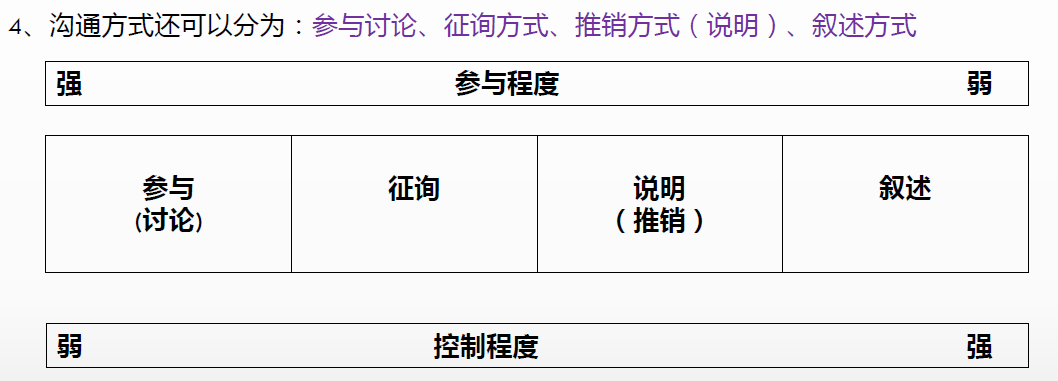 4、沟通方式还可以分为：参与讨论、征询方式、推销方式（说明）、叙述方式
强 参与程度 弱
参与
(讨论)
征询
说明
（推销）
叙述
弱 控制程度 强